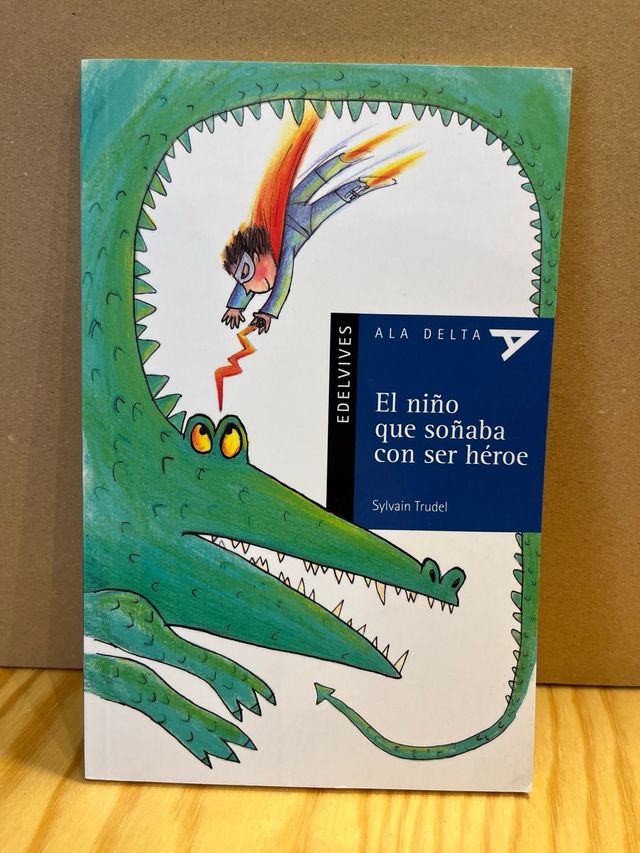 EDELVIVES
ALA DELTA
El niño
que soñaba
con ser héroe
Sylvain Trudel